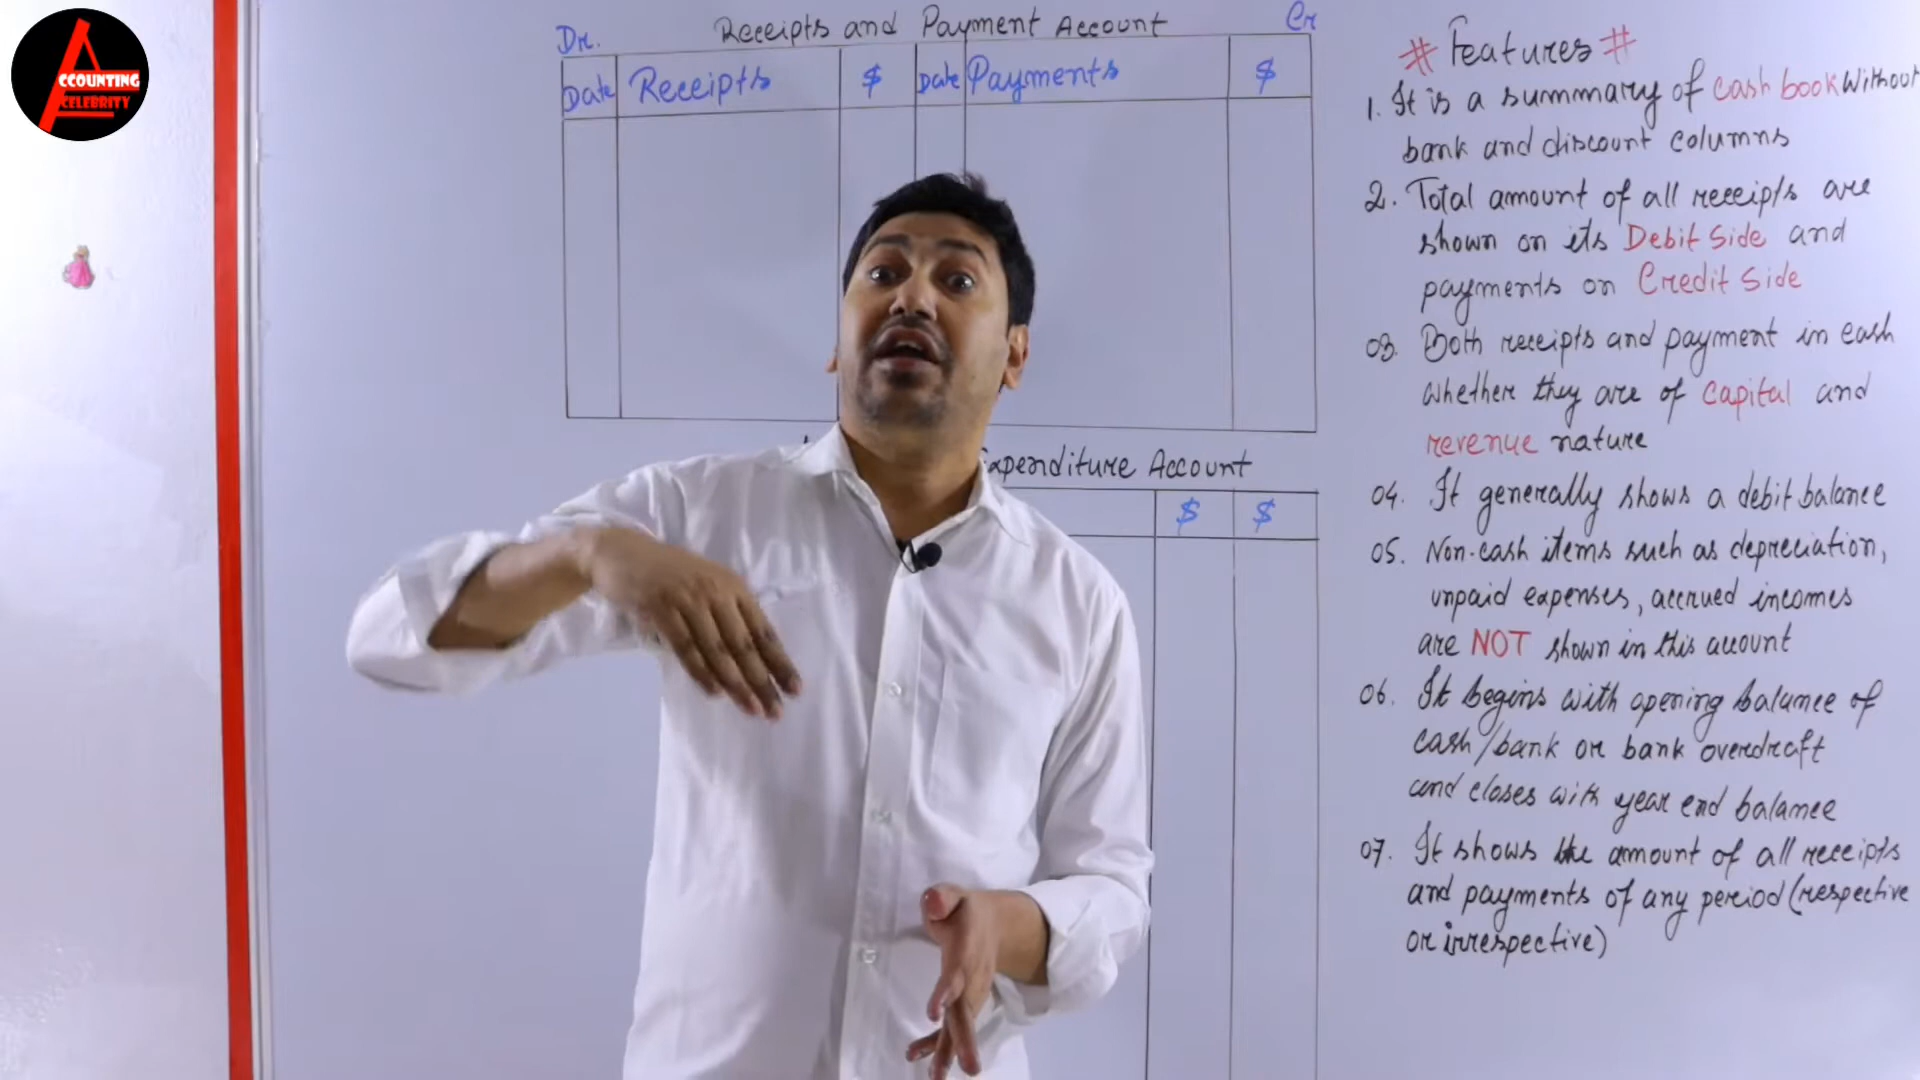 ACCOUNTING
CELEBRITY
Dr. Receipts and Payment Account Cr
Date Receipts $ Date Payments $
Expenditure Account
$ $
# Features #
1. It is a summary of cash book without
bank and discount columns
2. Total amount of all receipts are
shown on its Debit Side and
payments on Credit Side
03. Both receipts and payment in cash
whether they are of capital and
revenue nature
04. It generally shows a debit balance
05. Non-cash items such as depreciation,
unpaid expenses, accrued incomes
are NOT shown in this account
06. It begins with opening balance of
cash/bank or bank overdraft
and closes with year end balance
07. It shows the amount of all receipts
and payments of any period (respective
or irrespective)